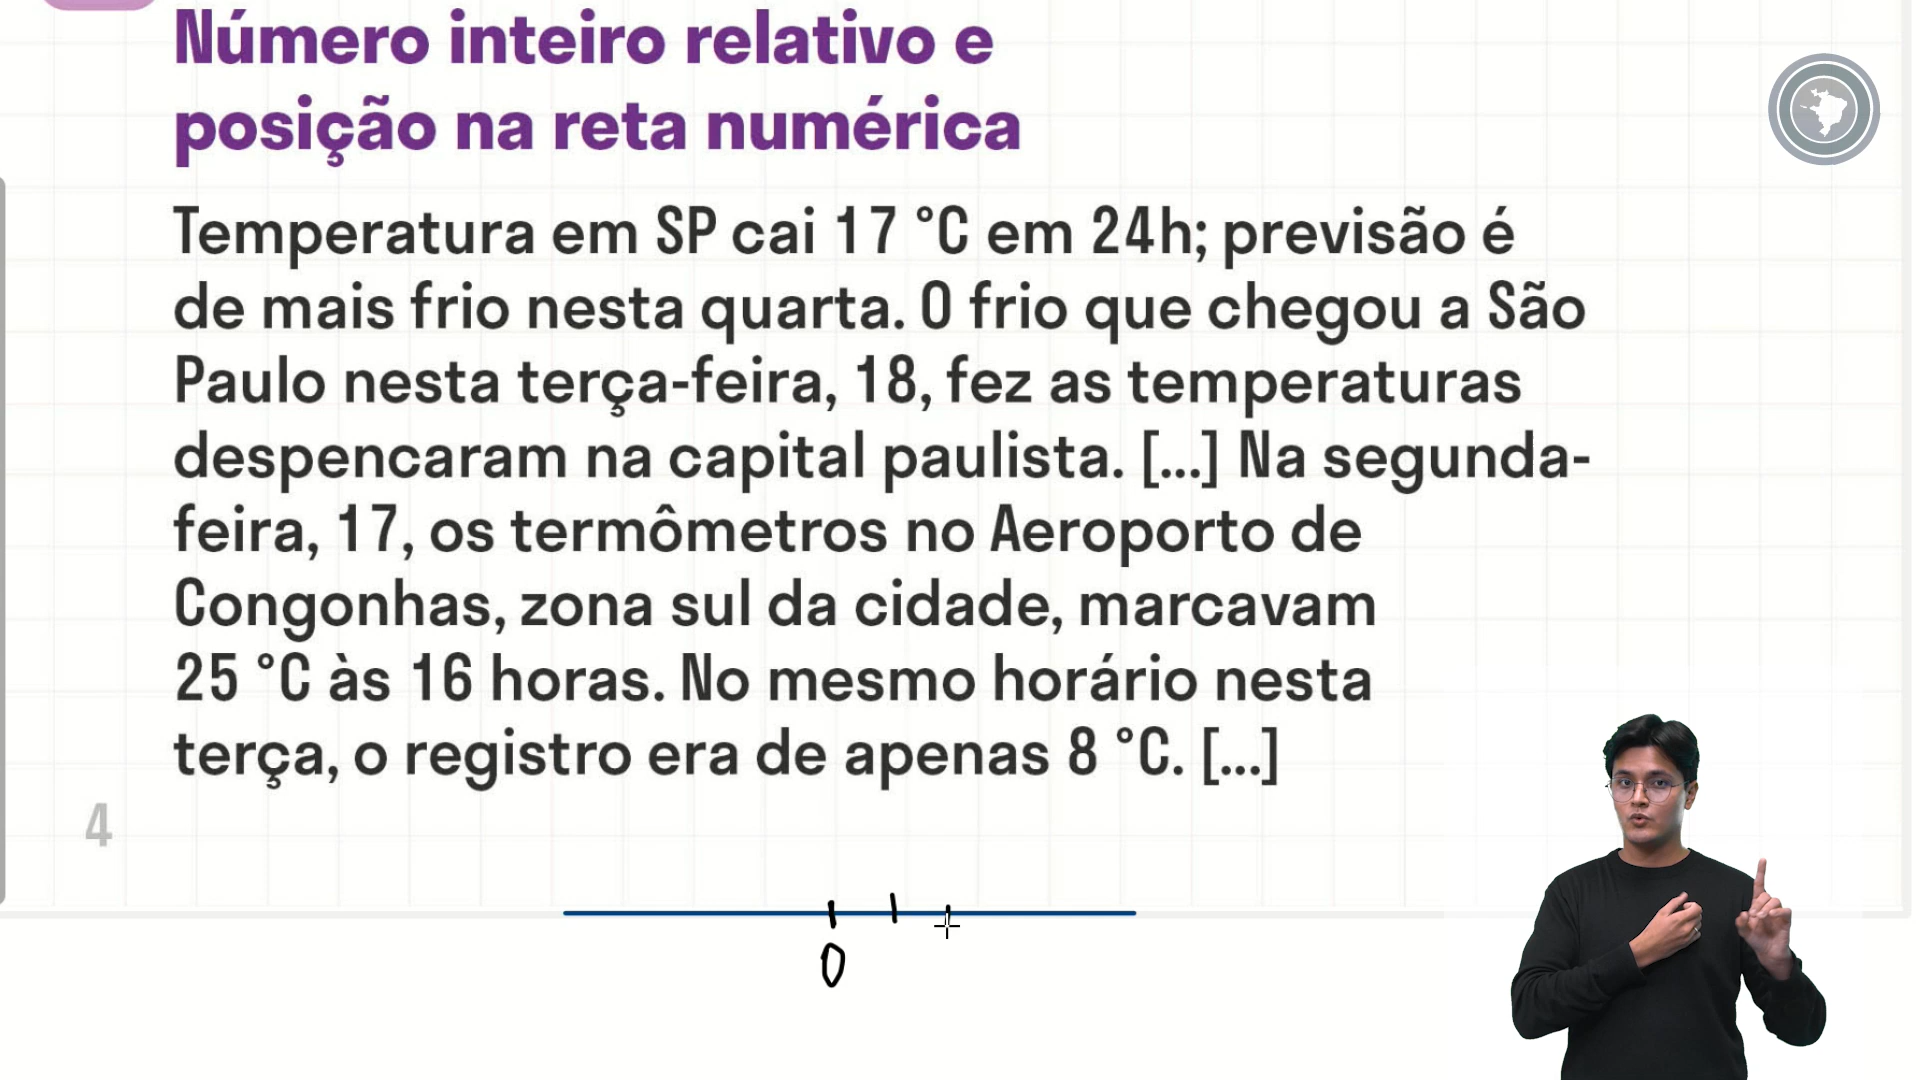 Número inteiro relativo e
posição na reta numérica
Temperatura em SP cai 17 °C em 24h; previsão é
de mais frio nesta quarta. O frio que chegou a São
Paulo nesta terça-feira, 18, fez as temperaturas
despencaram na capital paulista. [...] Na segunda-
feira, 17, os termômetros no Aeroporto de
Congonhas, zona sul da cidade, marcavam
25 °C às 16 horas. No mesmo horário nesta
terça, o registro era de apenas 8 °C. [...]
4
0